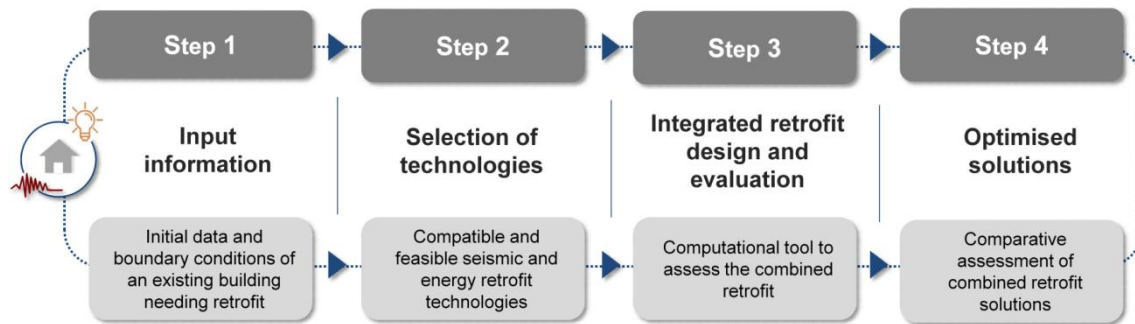 Step 1
Step 2
Step 3
Step 4
Input
information
Selection of
technologies
Integrated retrofit
design and
evaluation
Optimised
solutions
Initial data and
boundary conditions of
an existing building
needing retrofit
Compatible and
feasible seismic and
energy retrofit
technologies
Computational tool to
assess the combined
retrofit
Comparative
assessment of
combined retrofit
solutions